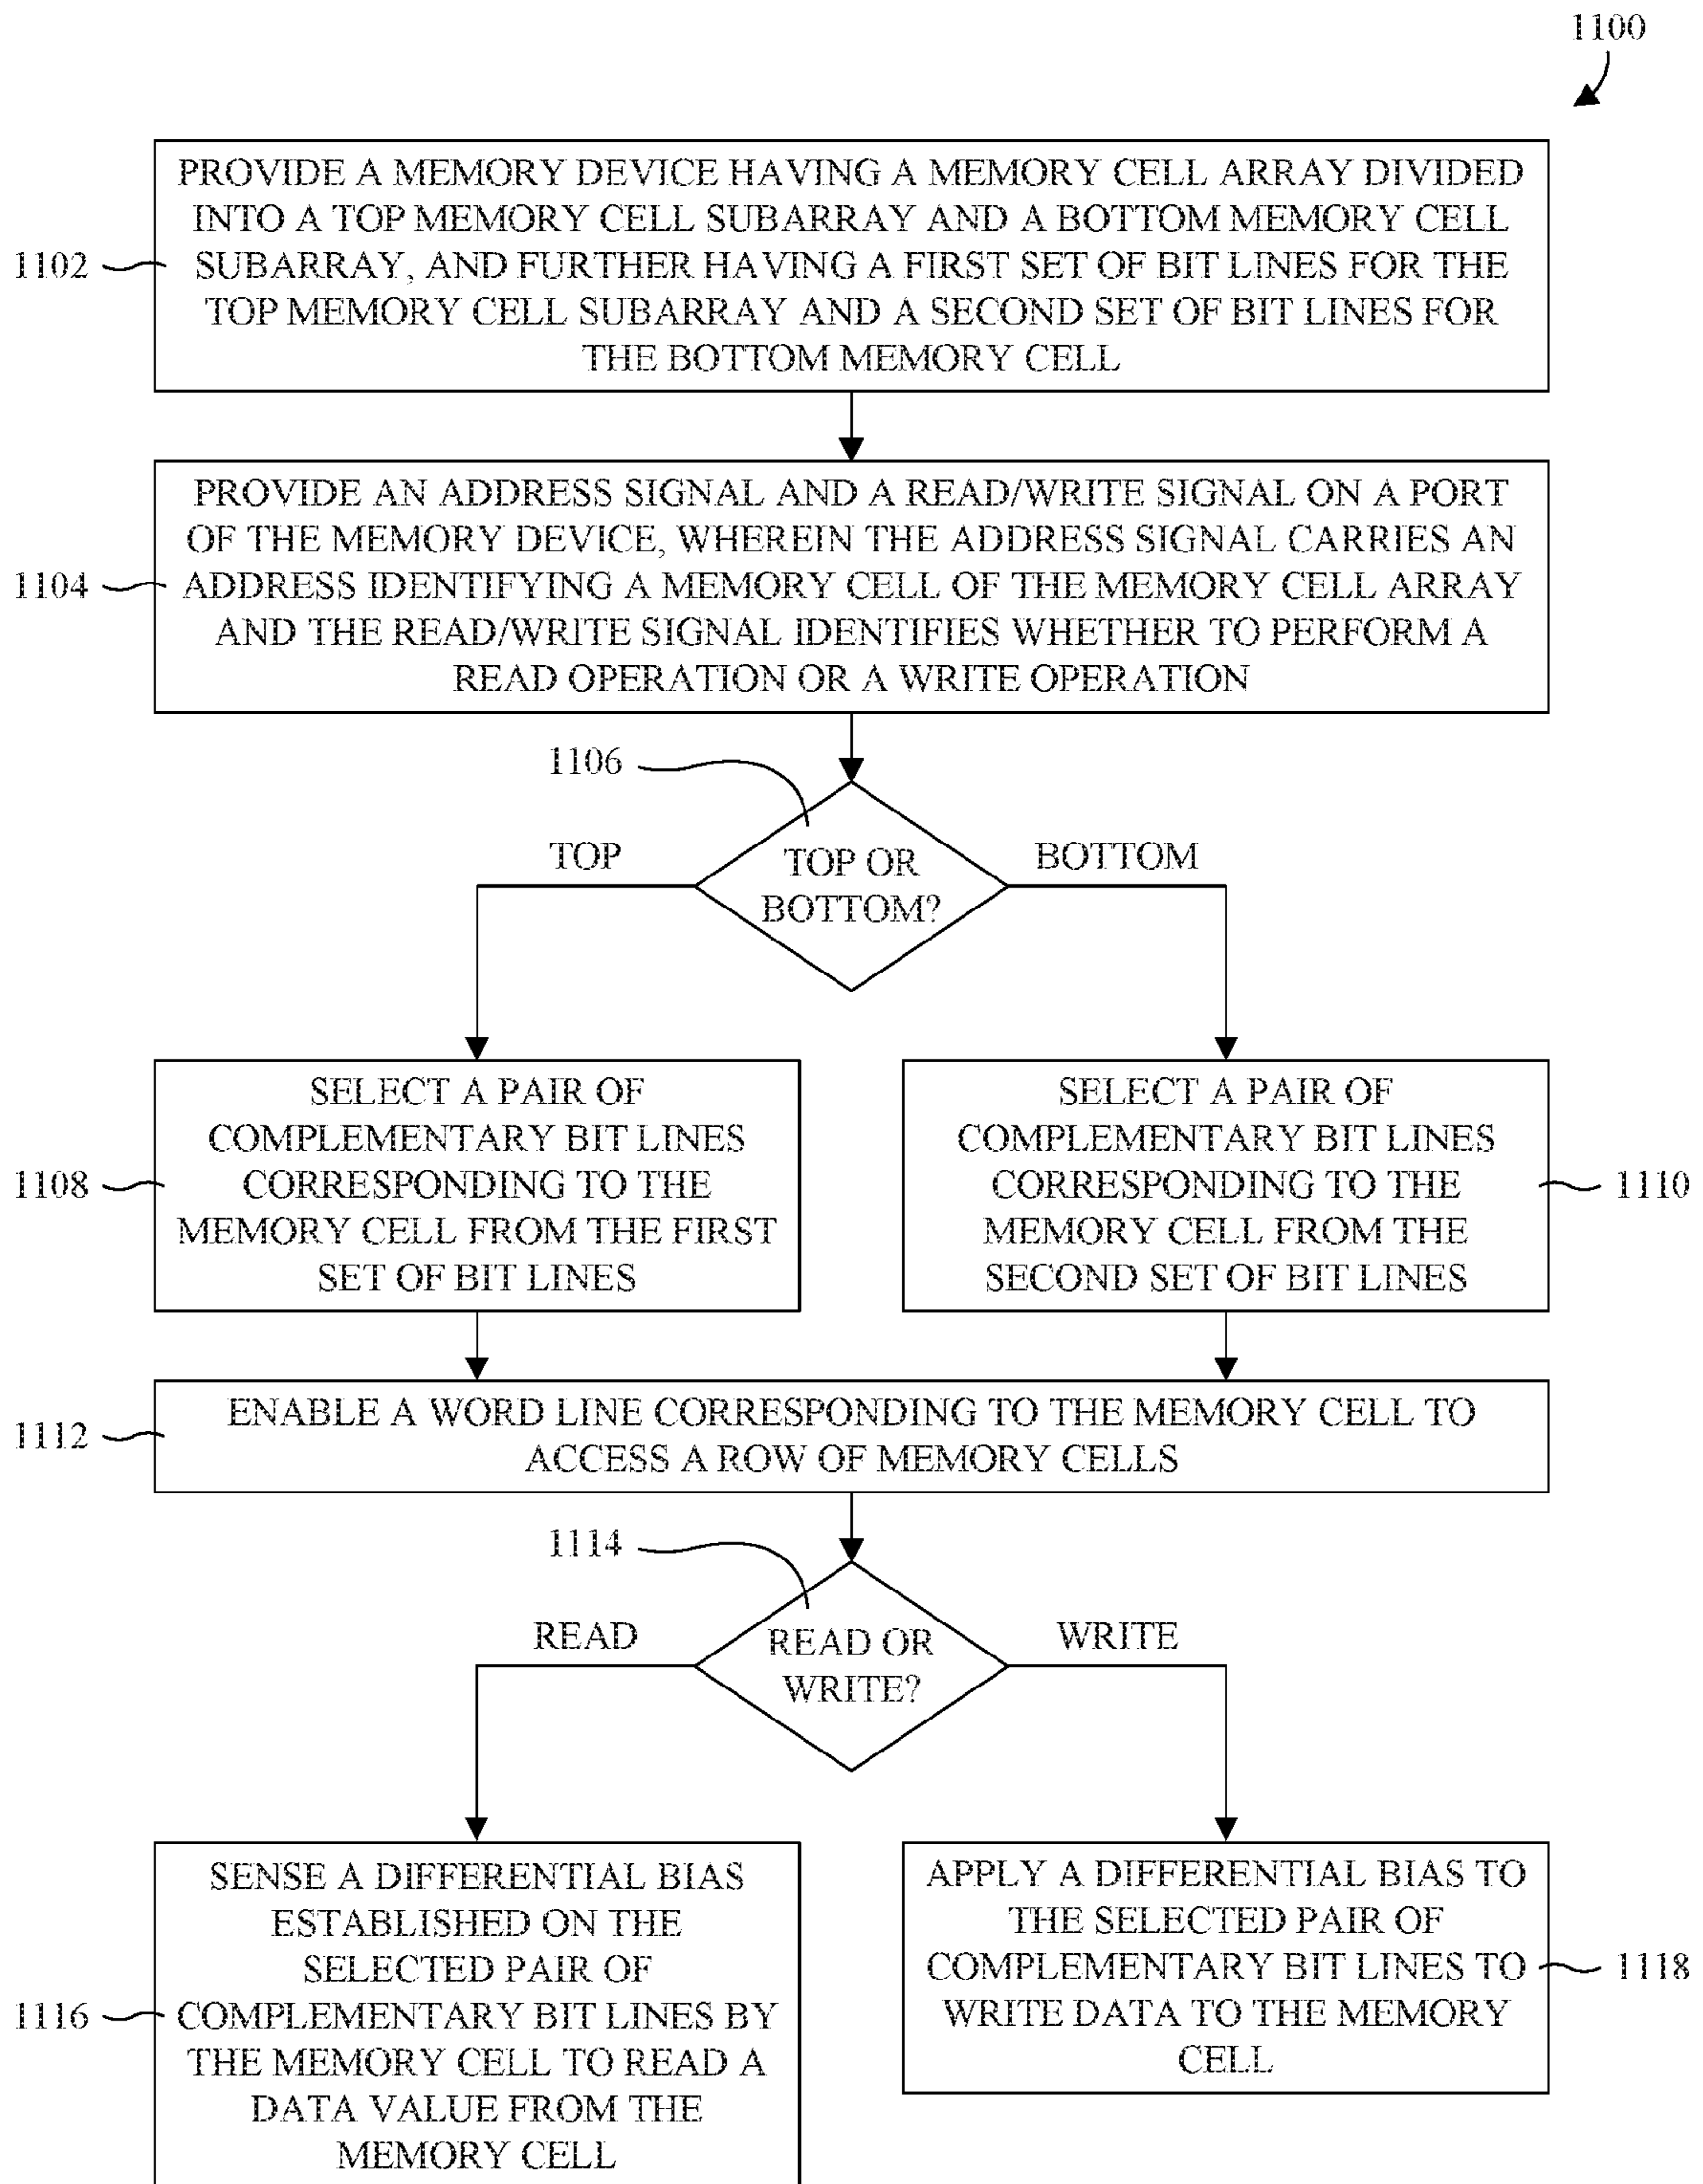 1100
PROVIDE A MEMORY DEVICE HAVING A MEMORY CELL ARRAY DIVIDED
INTO A TOP MEMORY CELL SUBARRAY AND A BOTTOM MEMORY CELL
1102
SUBARRAY, AND FURTHER HAVING A FIRST SET OF BIT LINES FOR THE
TOP MEMORY CELL SUBARRAY AND A SECOND SET OF BIT LINES FOR
THE BOTTOM MEMORY CELL
PROVIDE AN ADDRESS SIGNAL AND A READ/WRITE SIGNAL ON A PORT
OF THE MEMORY DEVICE, WHEREIN THE ADDRESS SIGNAL CARRIES AN
1104
ADDRESS IDENTIFYING A MEMORY CELL OF THE MEMORY CELL ARRAY
AND THE READ/WRITE SIGNAL IDENTIFIES WHETHER TO PERFORM A
READ OPERATION OR A WRITE OPERATION
1106
TOP
TOP OR
BOTTOM?
BOTTOM
SELECT A PAIR OF
COMPLEMENTARY BIT LINES
1108
CORRESPONDING TO THE
MEMORY CELL FROM THE FIRST
SET OF BIT LINES
SELECT A PAIR OF
COMPLEMENTARY BIT LINES
CORRESPONDING TO THE
1110
MEMORY CELL FROM THE
SECOND SET OF BIT LINES
1112
ENABLE A WORD LINE CORRESPONDING TO THE MEMORY CELL TO
ACCESS A ROW OF MEMORY CELLS
1114
READ
READ OR
WRITE?
WRITE
SENSE A DIFFERENTIAL BIAS
ESTABLISHED ON THE
SELECTED PAIR OF
1116
COMPLEMENTARY BIT LINES BY
THE MEMORY CELL TO READ A
DATA VALUE FROM THE
MEMORY CELL
APPLY A DIFFERENTIAL BIAS TO
THE SELECTED PAIR OF
COMPLEMENTARY BIT LINES TO
1118
WRITE DATA TO THE MEMORY
CELL